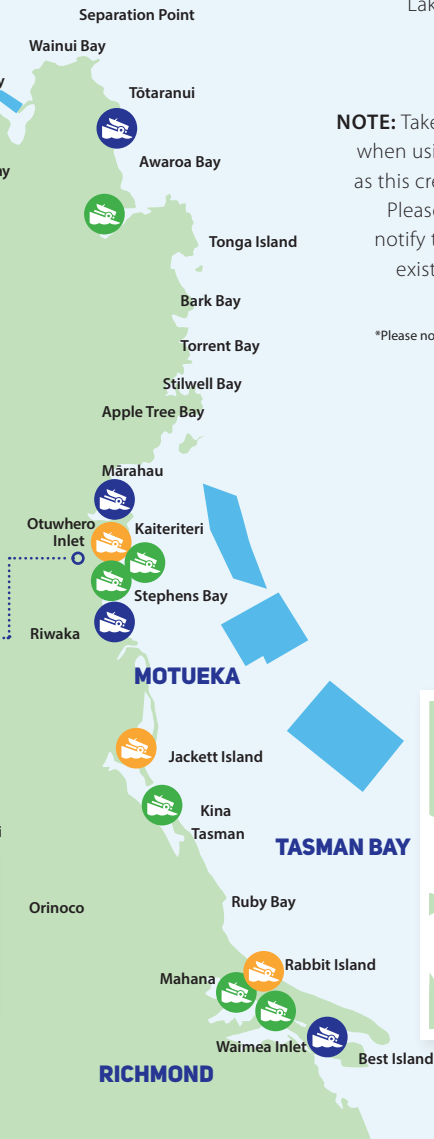 Separation Point
Lak
Wainui Bay
y
Tōtaranui
NOTE: Take
when usi
as this cre
Please
notify t
exist
*Please no
Awaroa Bay
ay
Tonga Island
Bark Bay
Torrent Bay
Stilwell Bay
Apple Tree Bay
Mārahau
Otuwhero
Inlet
Kaiteriteri
Stephens Bay
Riwaka
MOTUEKA
Jackett Island
Kina
Tasman
i
TASMAN BAY
Ruby Bay
Orinoco
Rabbit Island
Mahana
Waimea Inlet
Best Island
RICHMOND